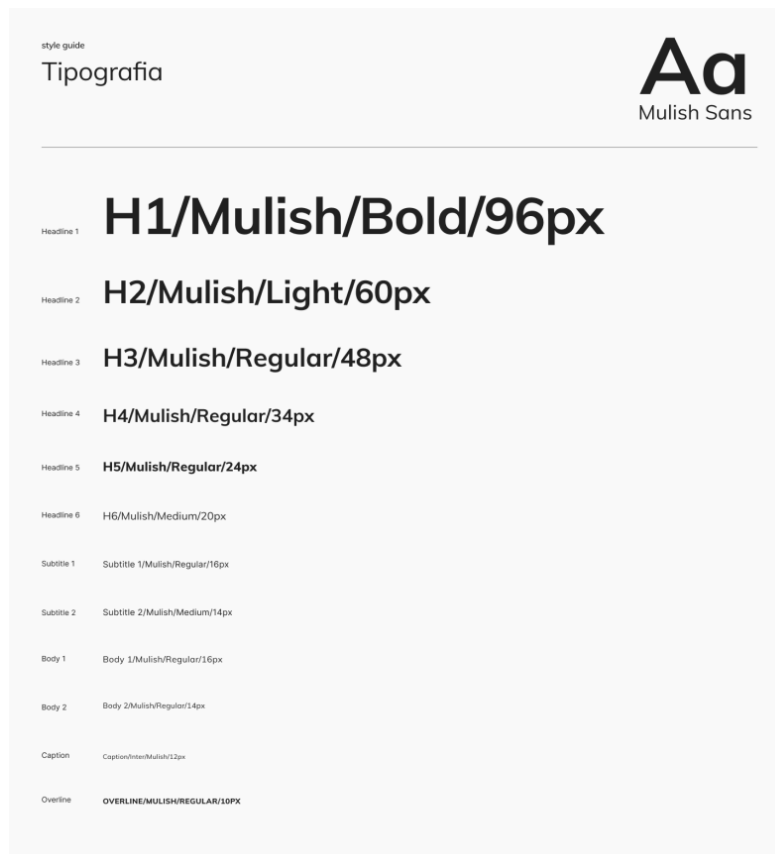 style guide
Tipografia
Aa
Mulish Sans
Headline 1 H1/Mulish/Bold/96px
Headline 2 H2/Mulish/Light/60px
Headline 3 H3/Mulish/Regular/48px
Headline 4 H4/Mulish/Regular/34px
Headline 5 H5/Mulish/Regular/24px
Headline 6 H6/Mulish/Medium/20px
Subtitle 1 Subtitle 1/Mulish/Regular/16px
Subtitle 2 Subtitle 2/Mulish/Medium/14px
Body 1 Body 1/Mulish/Regular/16px
Body 2 Body 2/Mulish/Regular/14px
Caption Caption/Inter/Mulish/12px
Overline OVERLINE/MULISH/REGULAR/10PX